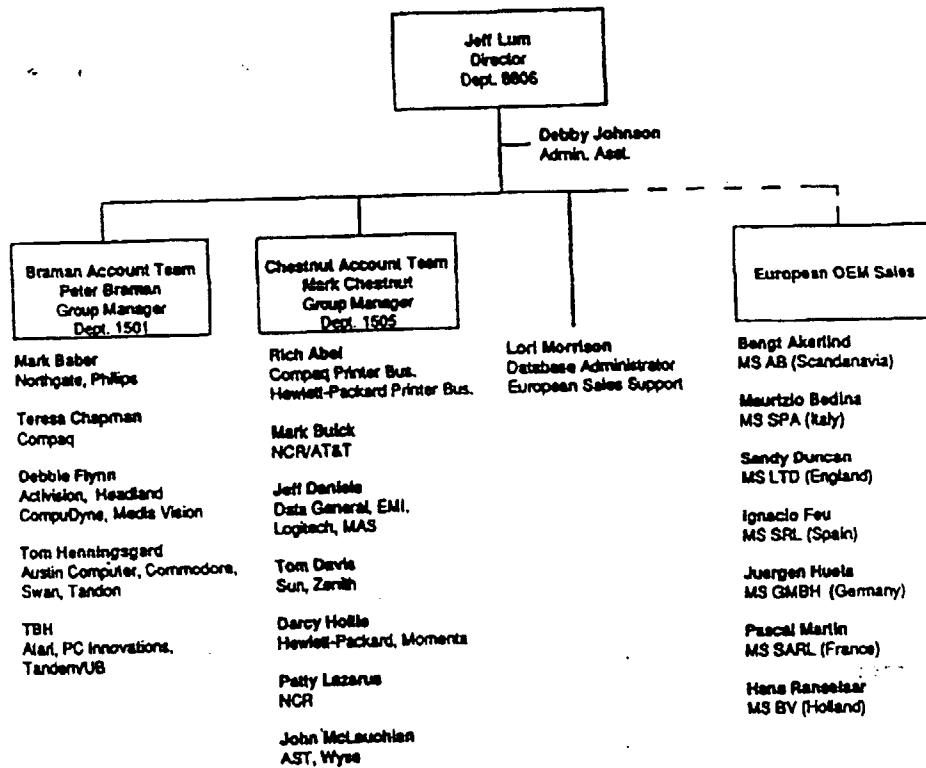 Jeff Lum
Director
Dept. 8806
Debby Johnson
Admin. Asst.
Braman Account Team
Peter Braman
Group Manager
Dept. 1501
Mark Baber
Northgate, Philips
Teresa Chapman
Compaq
Debbie Flynn
Activision, Headland
CompuDyne, Media Vision
Tom Henningsgard
Austin Computer, Commodore,
Swan, Tandon
TBH
Atari, PC Innovations,
Tandem/UB
Chestnut Account Team
Mark Chestnut
Group Manager
Dept. 1505
Rich Abel
Compaq Printer Bus.
Hewlett-Packard Printer Bus.
Mark Buick
NCR/AT&T
Jeff Daniels
Data General, EMI,
Logitech, MAS
Tom Davis
Sun, Zenith
Darcy Hollie
Hewlett-Packard, Momenta
Patty Lazarus
NCR
John McLauchlan
AST, Wyse
Lori Morrison
Database Administrator
European Sales Support
European OEM Sales
Bengt Akerlind
MS AB (Scandanavia)
Maurizio Bedina
MS SPA (Italy)
Sandy Duncan
MS LTD (England)
Ignacio Feu
MS SRL (Spain)
Juergen Huels
MS GMBH (Germany)
Pascal Martin
MS SARL (France)
Hans Ranselaar
MS BV (Holland)